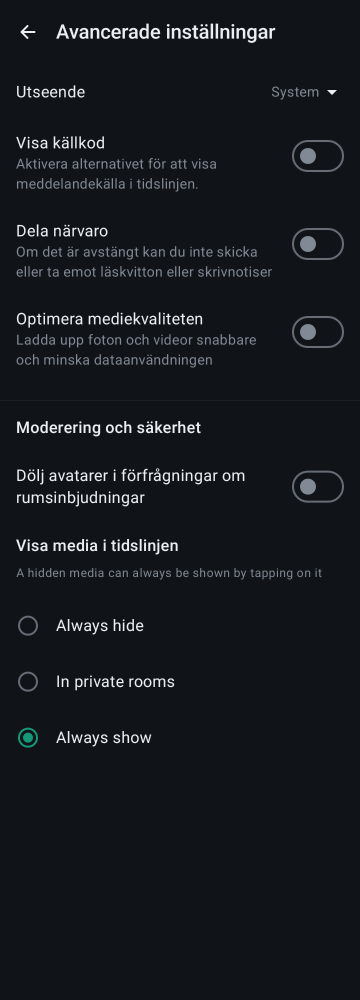 Avancerade inställningar
Utseende
System
Visa källkod
Aktivera alternativet för att visa
meddelandekälla i tidslinjen.
Dela närvaro
Om det är avstängt kan du inte skicka
eller ta emot läskvitton eller skrivnotiser
Optimera mediekvaliteten
Ladda upp foton och videor snabbare
och minska dataanvändningen
Moderering och säkerhet
Dölj avatarer i förfrågningar om
rumsinbjudningar
Visa media i tidslinjen
A hidden media can always be shown by tapping on it
Always hide
In private rooms
Always show